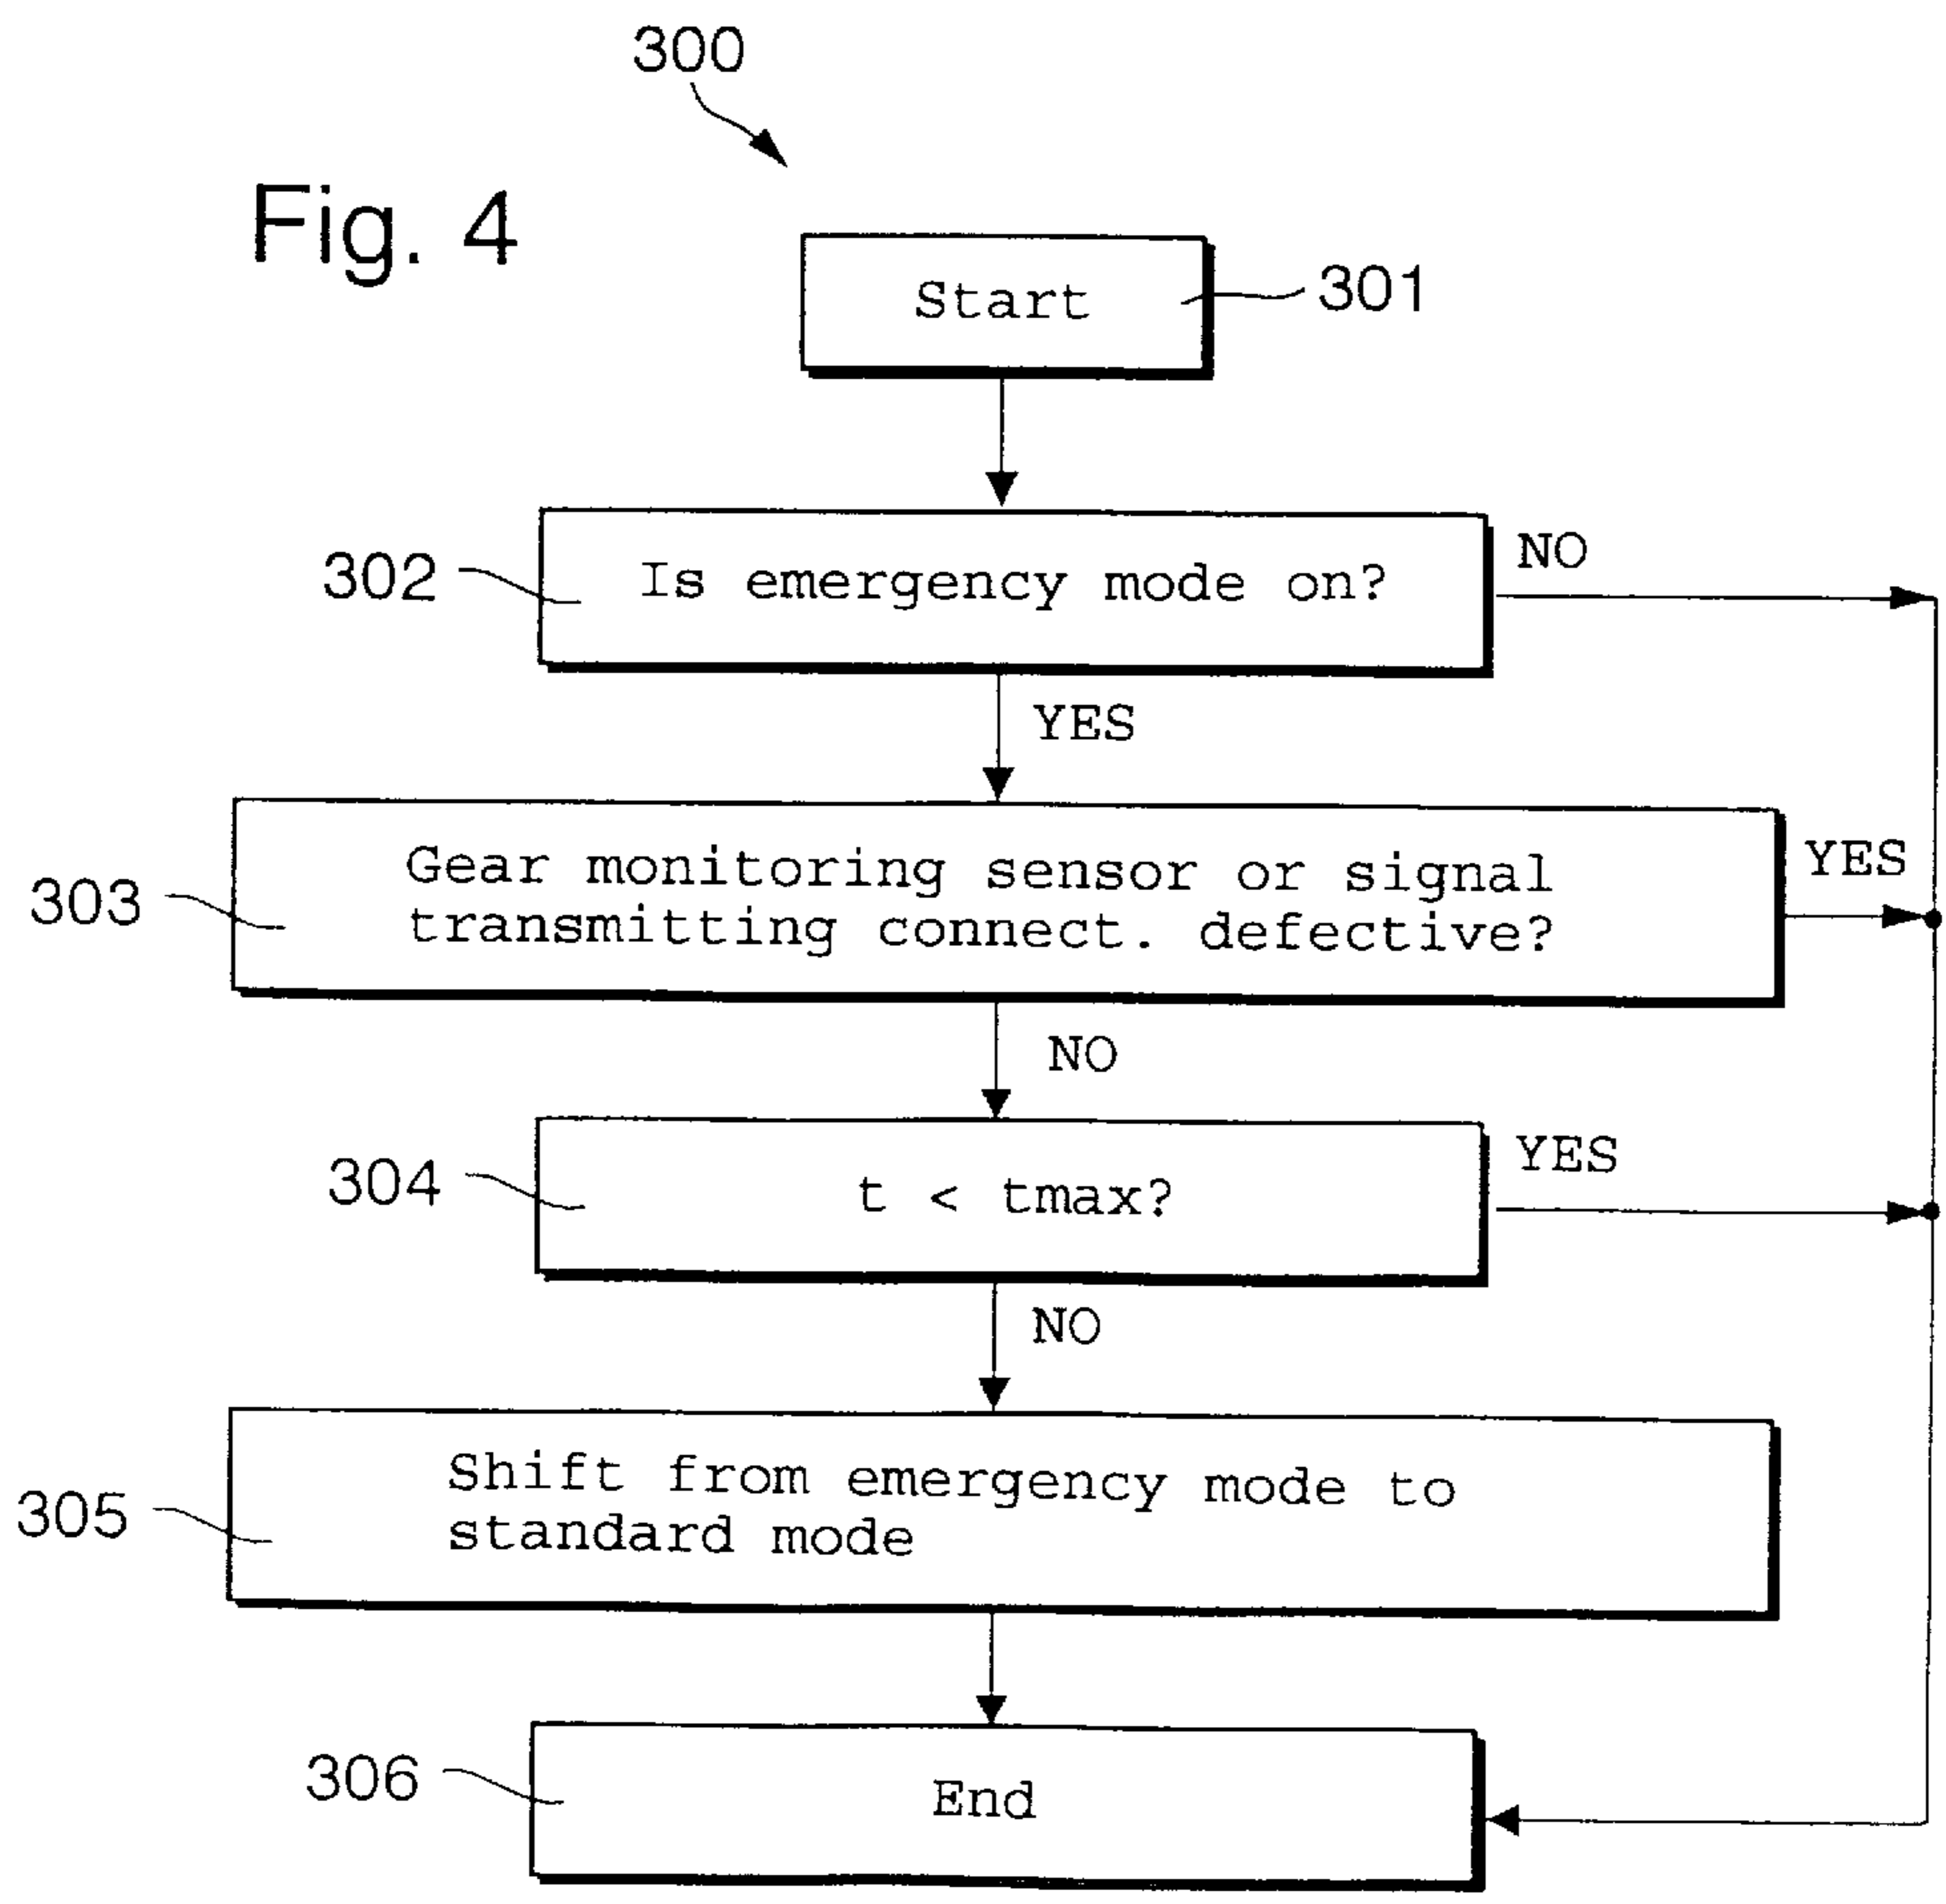 300
Fig. 4
Start
301
302
Is emergency mode on?
NO
YES
303
Gear monitoring sensor or signal
transmitting connect. defective?
YES
NO
304
t < tmax?
YES
NO
305
Shift from emergency mode to
standard mode
306
End